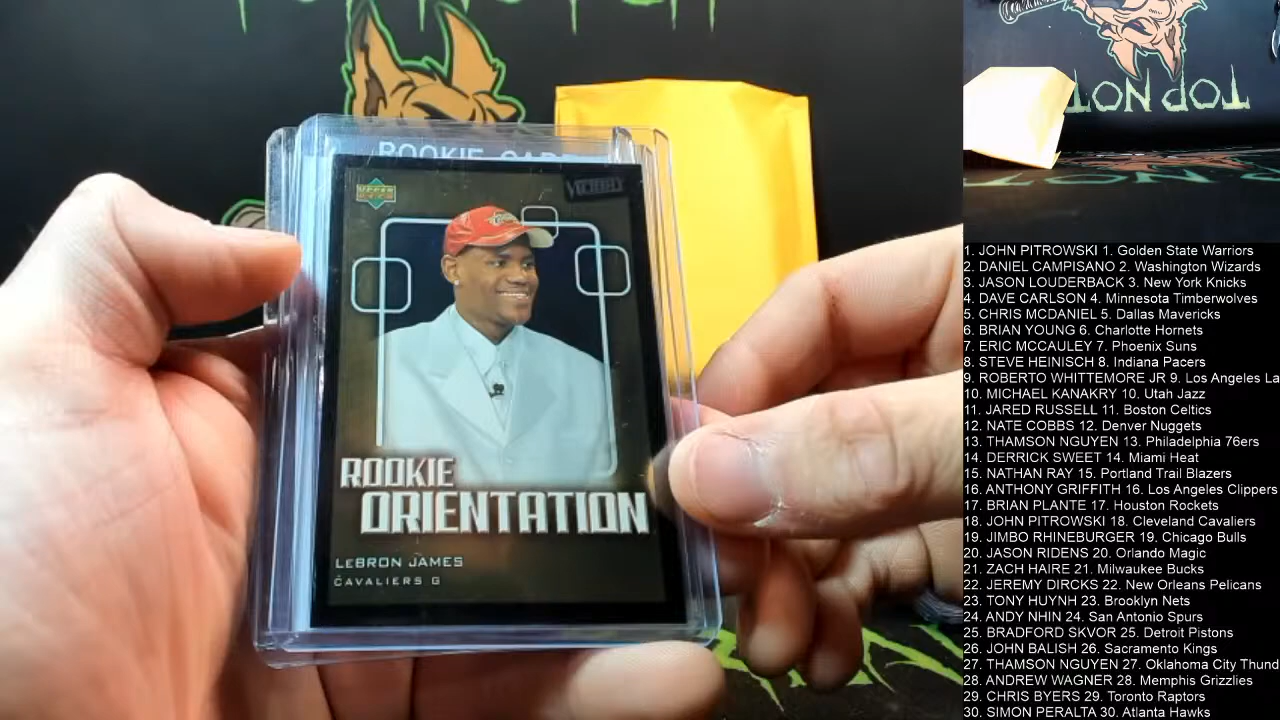 TOP NOT
ROOKIE CARD
UPPER DECK
VICTORY
ROOKIE
ORIENTATION
LEBRON JAMES
CAVALIERS G
TOP NOT
1. JOHN PITROWSKI 1. Golden State Warriors
2. DANIEL CAMPISANO 2. Washington Wizards
3. JASON LOUDERBACK 3. New York Knicks
4. DAVE CARLSON 4. Minnesota Timberwolves
5. CHRIS MCDANIEL 5. Dallas Mavericks
6. BRIAN YOUNG 6. Charlotte Hornets
7. ERIC MCCAULEY 7. Phoenix Suns
8. STEVE HEINISCH 8. Indiana Pacers
9. ROBERTO WHITTEMORE JR 9. Los Angeles La
10. MICHAEL KANAKRY 10. Utah Jazz
11. JARED RUSSELL 11. Boston Celtics
12. NATE COBBS 12. Denver Nuggets
13. THAMSON NGUYEN 13. Philadelphia 76ers
14. DERRICK SWEET 14. Miami Heat
15. NATHAN RAY 15. Portland Trail Blazers
16. ANTHONY GRIFFITH 16. Los Angeles Clippers
17. BRIAN PLANTE 17. Houston Rockets
18. JOHN PITROWSKI 18. Cleveland Cavaliers
19. JIMBO RHINEBURGER 19. Chicago Bulls
20. JASON RIDENS 20. Orlando Magic
21. ZACH HAIRE 21. Milwaukee Bucks
22. JEREMY DIRCKS 22. New Orleans Pelicans
23. TONY HUYNH 23. Brooklyn Nets
24. ANDY NHIN 24. San Antonio Spurs
25. BRADFORD SKVOR 25. Detroit Pistons
26. JOHN BALISH 26. Sacramento Kings
27. THAMSON NGUYEN 27. Oklahoma City Thund
28. ANDREW WAGNER 28. Memphis Grizzlies
29. CHRIS BYERS 29. Toronto Raptors
30. SIMON PERALTA 30. Atlanta Hawks